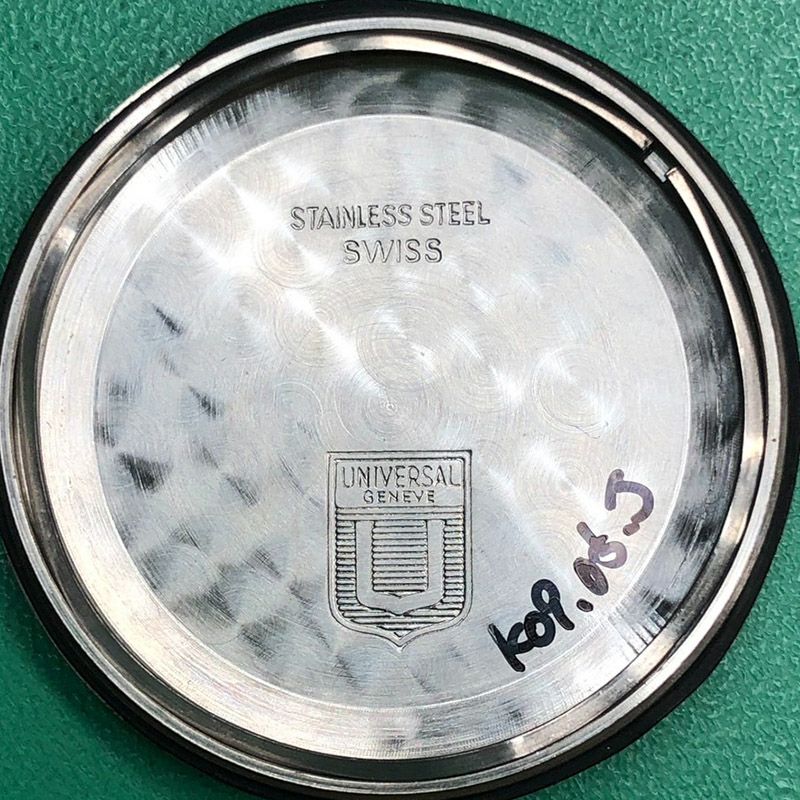 STAINLESS STEEL
SWISS
UNIVERSAL
GENEVE
U
K09.05.J